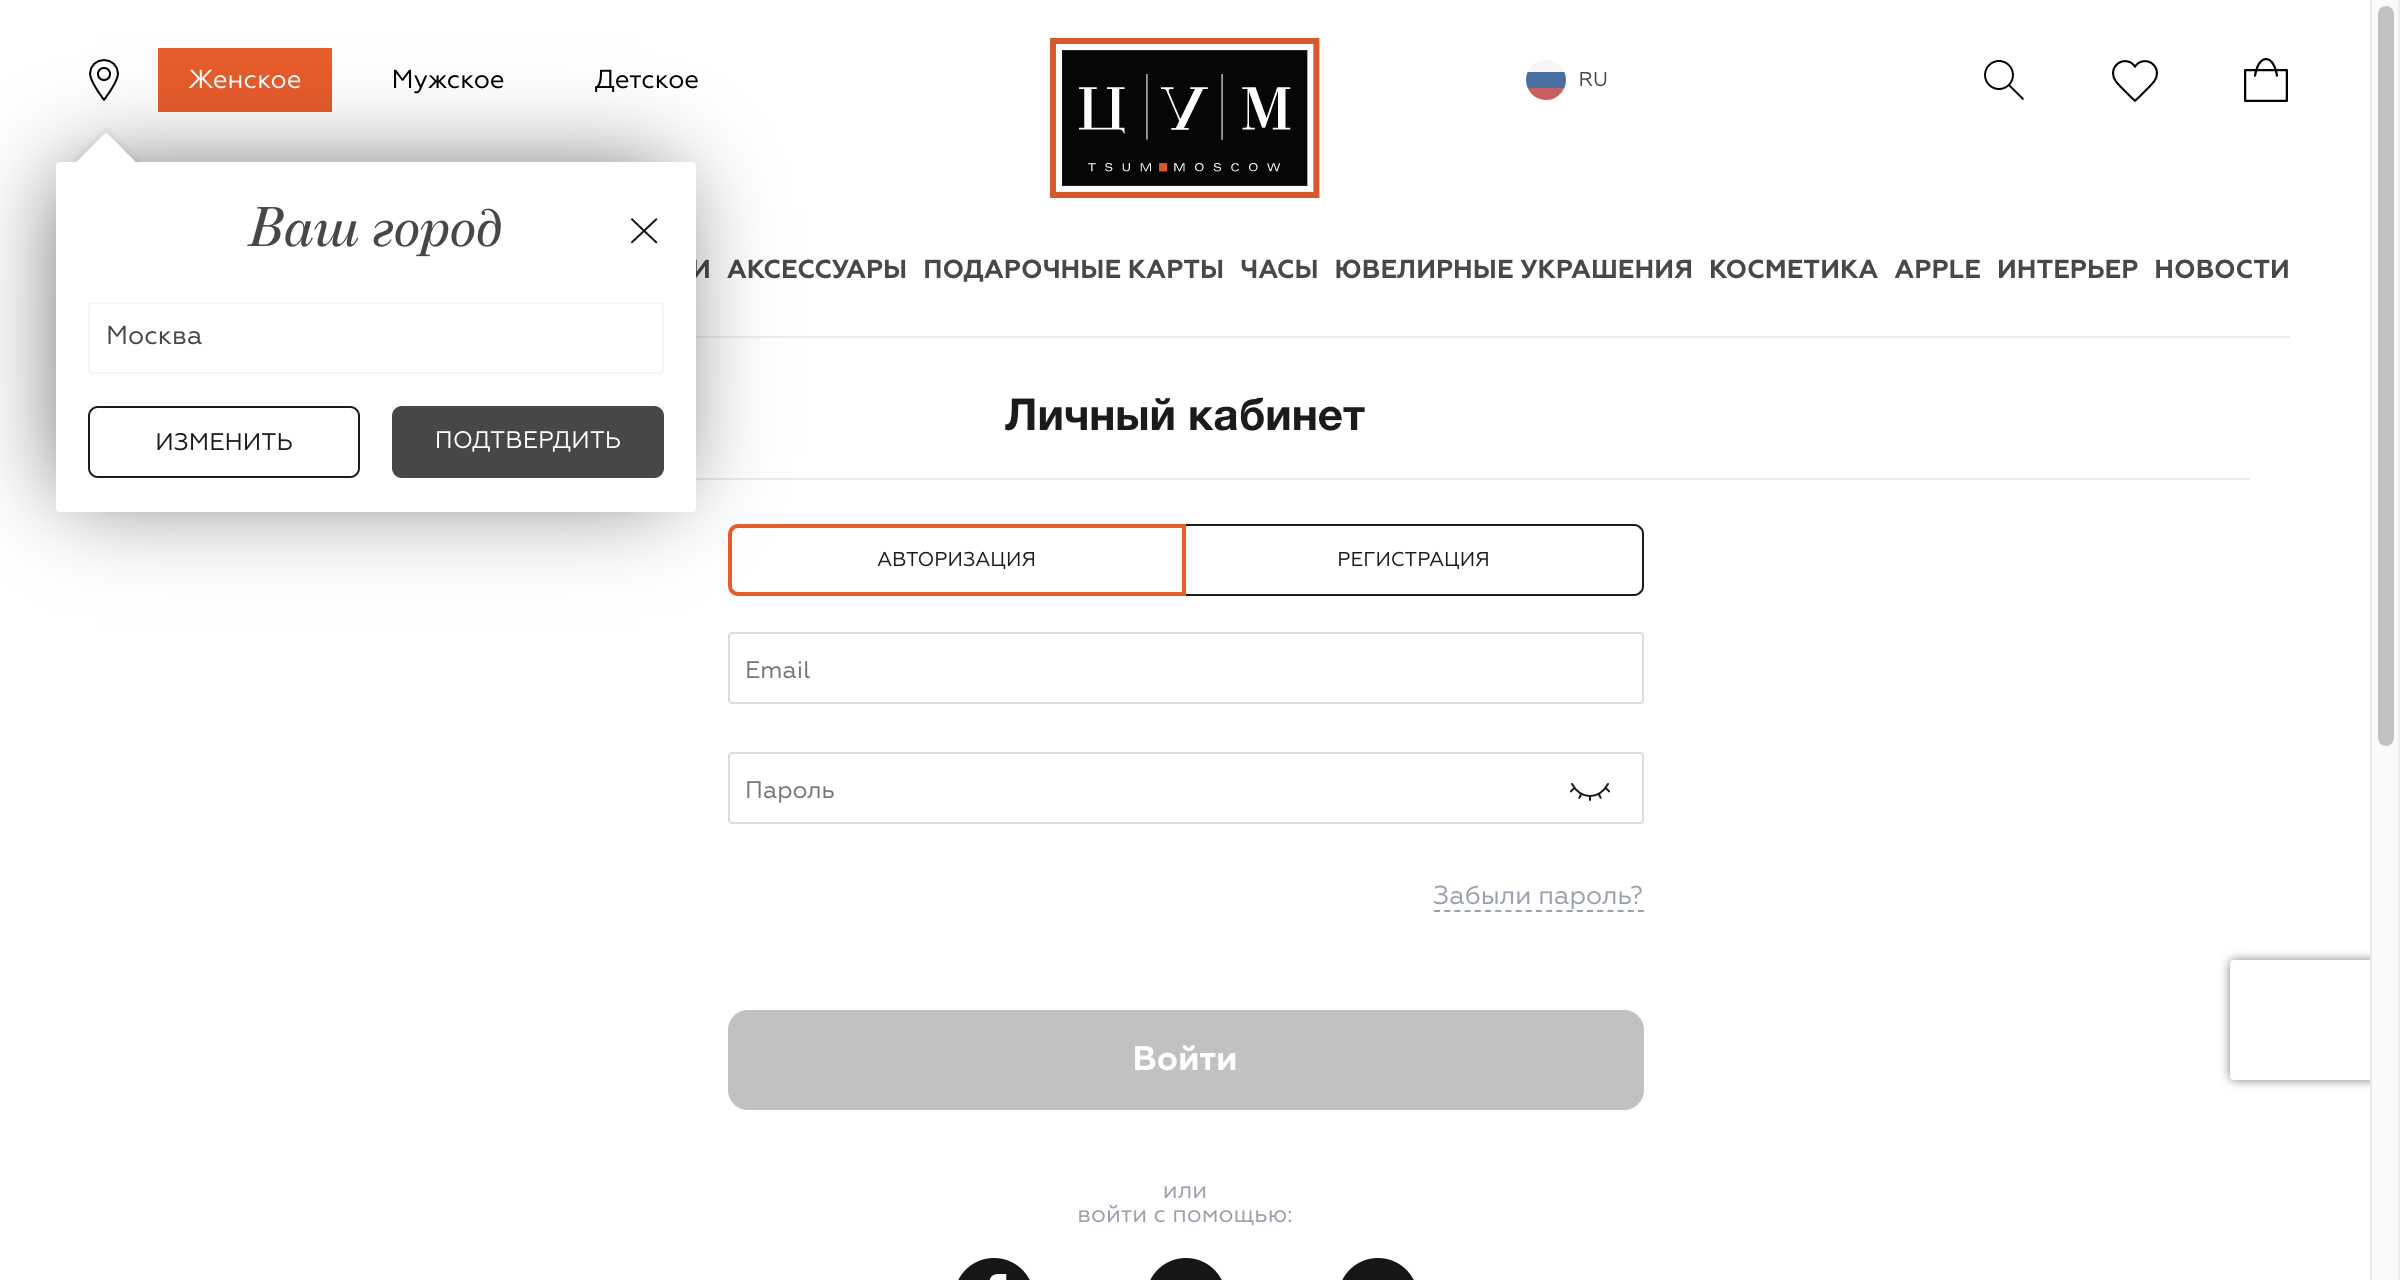 Женское
Мужское
Детское
ЦУМ
TSUM MOSCOW
RU
Ваш город
Москва
ИЗМЕНИТЬ
ПОДТВЕРДИТЬ
АКСЕССУАРЫ ПОДАРОЧНЫЕ КАРТЫ ЧАСЫ ЮВЕЛИРНЫЕ УКРАШЕНИЯ КОСМЕТИКА APPLE ИНТЕРЬЕР НОВОСТИ
Личный кабинет
АВТОРИЗАЦИЯ
РЕГИСТРАЦИЯ
Email
Пароль
Забыли пароль?
Войти
или
войти с помощью: